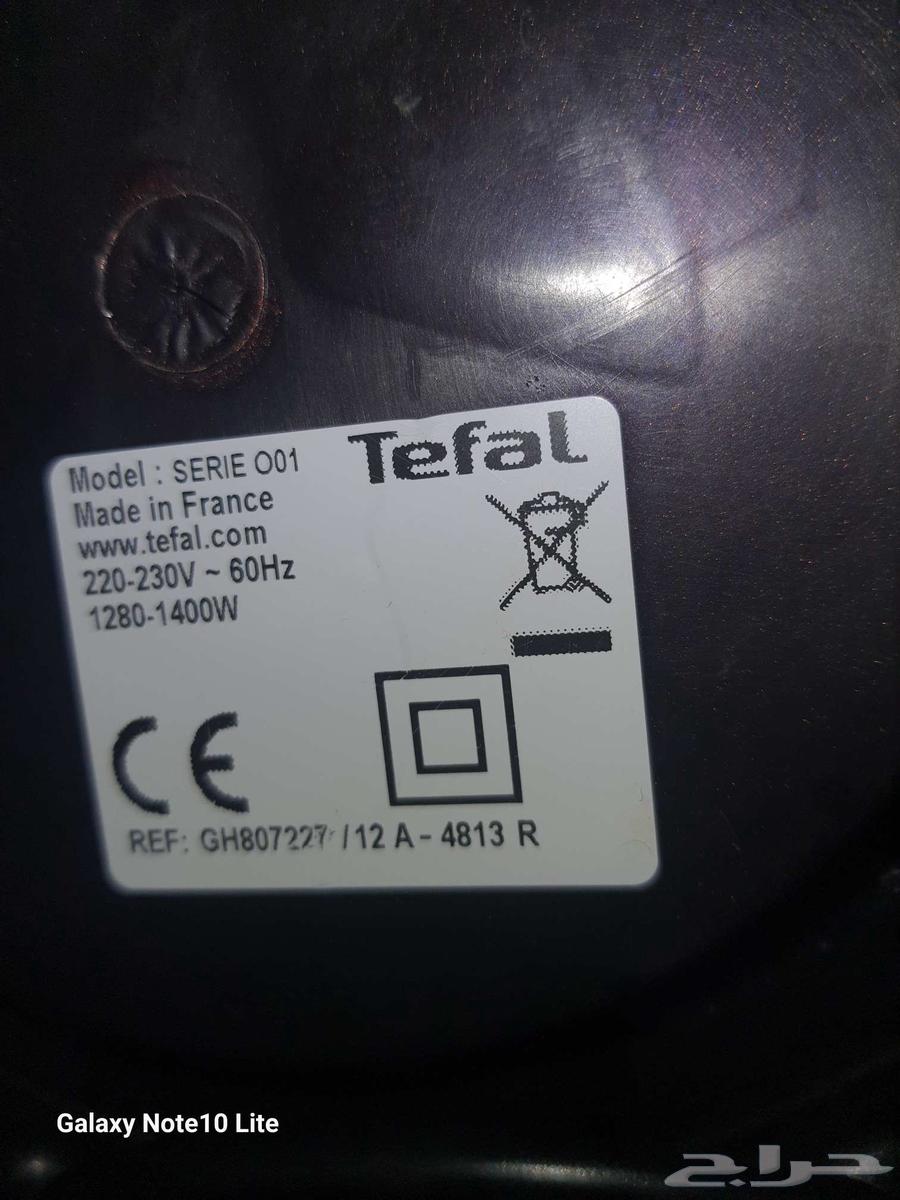 Tefal
Model : SERIE O01
Made in France
www.tefal.com
220-230V ~ 60Hz
1280-1400W
CE
REF: GH807227 /12 A - 4813 R
Galaxy Note10 Lite
حراج